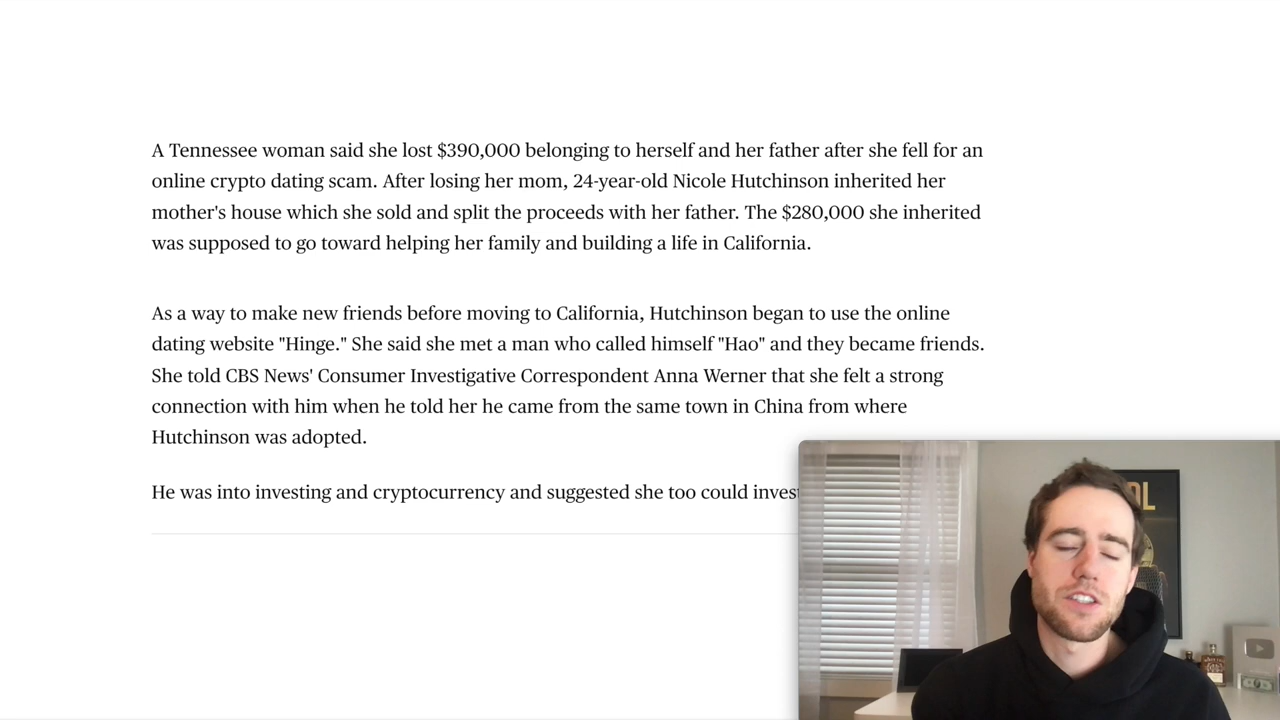 A Tennessee woman said she lost $390,000 belonging to herself and her father after she fell for an
online crypto dating scam. After losing her mom, 24-year-old Nicole Hutchinson inherited her
mother's house which she sold and split the proceeds with her father. The $280,000 she inherited
was supposed to go toward helping her family and building a life in California.
As a way to make new friends before moving to California, Hutchinson began to use the online
dating website "Hinge." She said she met a man who called himself "Hao" and they became friends.
She told CBS News' Consumer Investigative Correspondent Anna Werner that she felt a strong
connection with him when he told her he came from the same town in China from where
Hutchinson was adopted.
He was into investing and cryptocurrency and suggested she too could invest